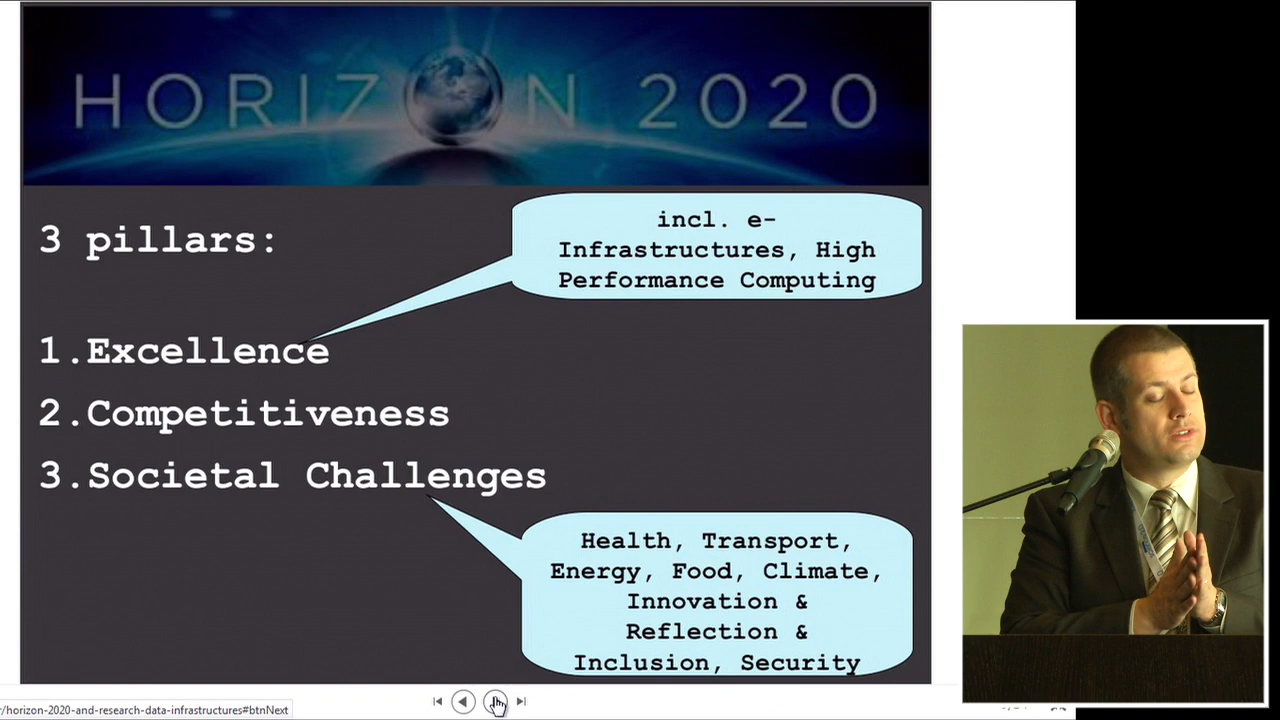 HORIZON 2020
3 pillars:
incl. e-
Infrastructures, High
Performance Computing
1.Excellence
2.Competitiveness
3.Societal Challenges
Health, Transport,
Energy, Food, Climate,
Innovation &
Reflection &
Inclusion, Security
/horizon-2020-and-research-data-infrastructures#btnNext